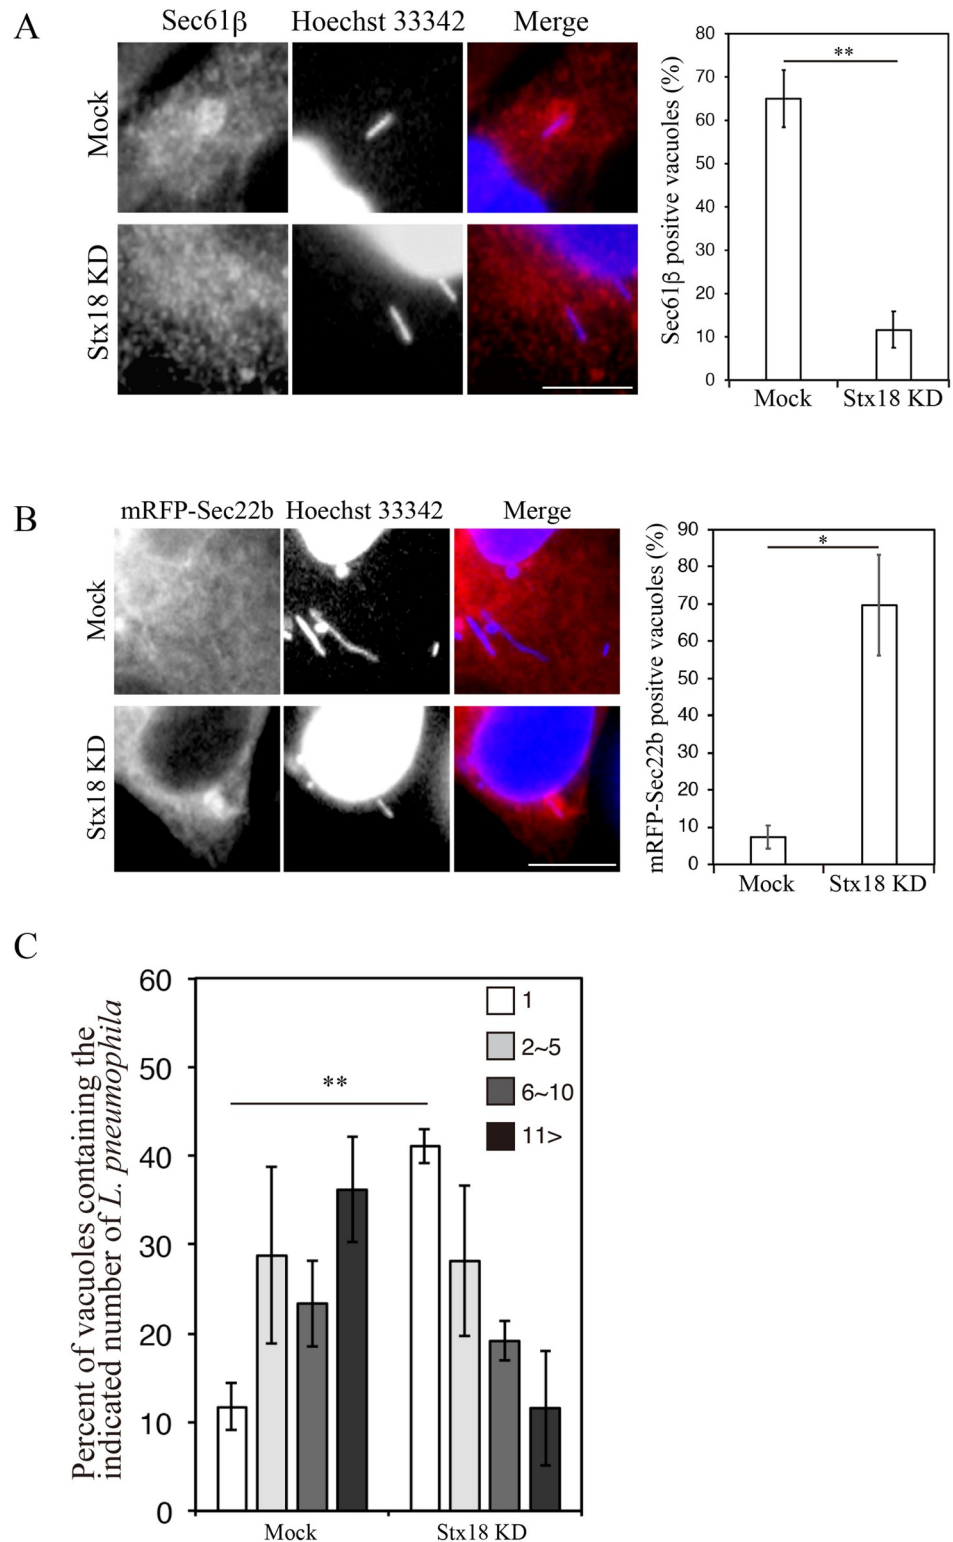 A
Sec61β Hoechst 33342 Merge
Mock
Stx18 KD
Sec61β positve vacuoles (%)
80
70
60
50
40
30
20
10
0
**
Mock Stx18 KD
B
mRFP-Sec22b Hoechst 33342 Merge
Mock
Stx18 KD
mRFP-Sec22b positve vacuoles (%)
90
80
70
60
50
40
30
20
10
0
*
Mock Stx18 KD
C
Percent of vacuoles containing the
indicated number of L. pneumophila
60
50
40
30
20
10
0
**
1
2~5
6~10
11>
Mock Stx18 KD